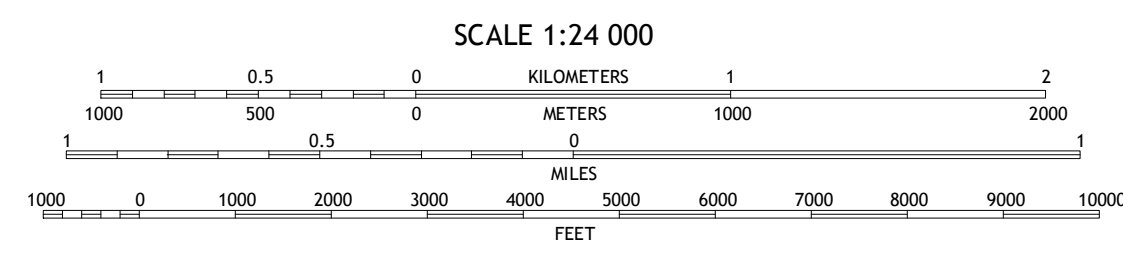 SCALE 1:24 000
1 0.5 0 KILOMETERS 1 2
1000 500 0 METERS 1000 2000
1 0.5 0 1
MILES
1000 0 1000 2000 3000 4000 5000 6000 7000 8000 9000 10000
FEET